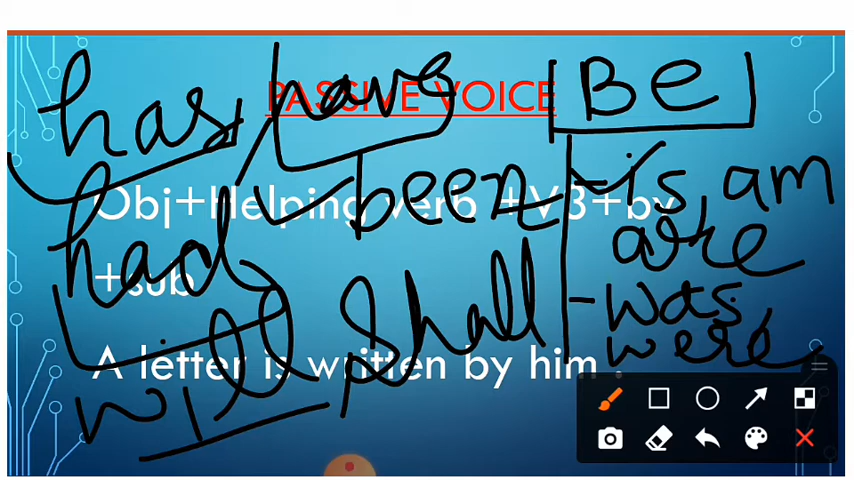 PASSIVE VOICE
Obj+Helping verb +V3+by
+sub
A letter is written by him .
has have Be
been is, am
had are
shall was
will were